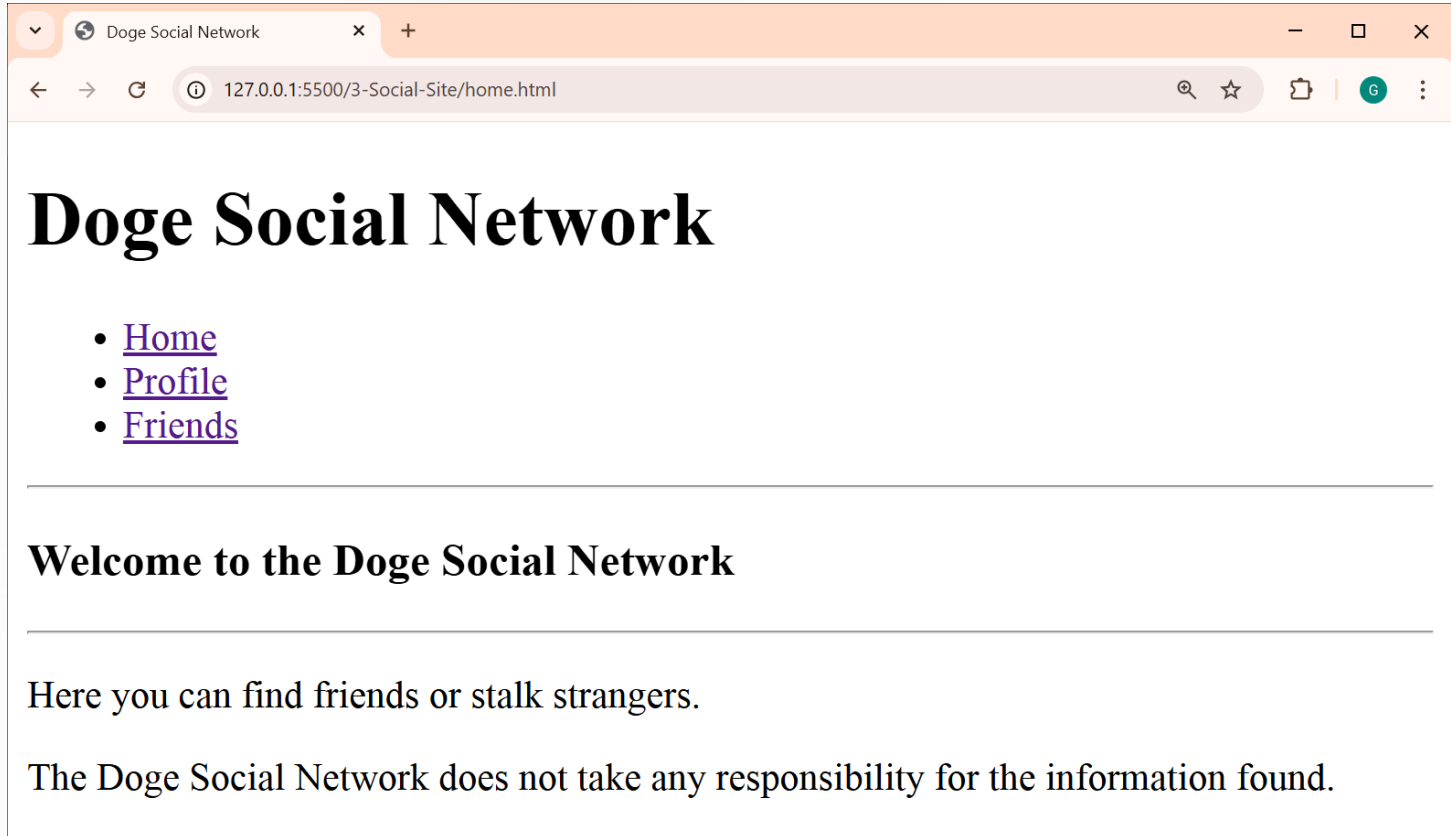 Doge Social Network
127.0.0.1:5500/3-Social-Site/home.html
G
Doge Social Network
Home
Profile
Friends
Welcome to the Doge Social Network
Here you can find friends or stalk strangers.
The Doge Social Network does not take any responsibility for the information found.